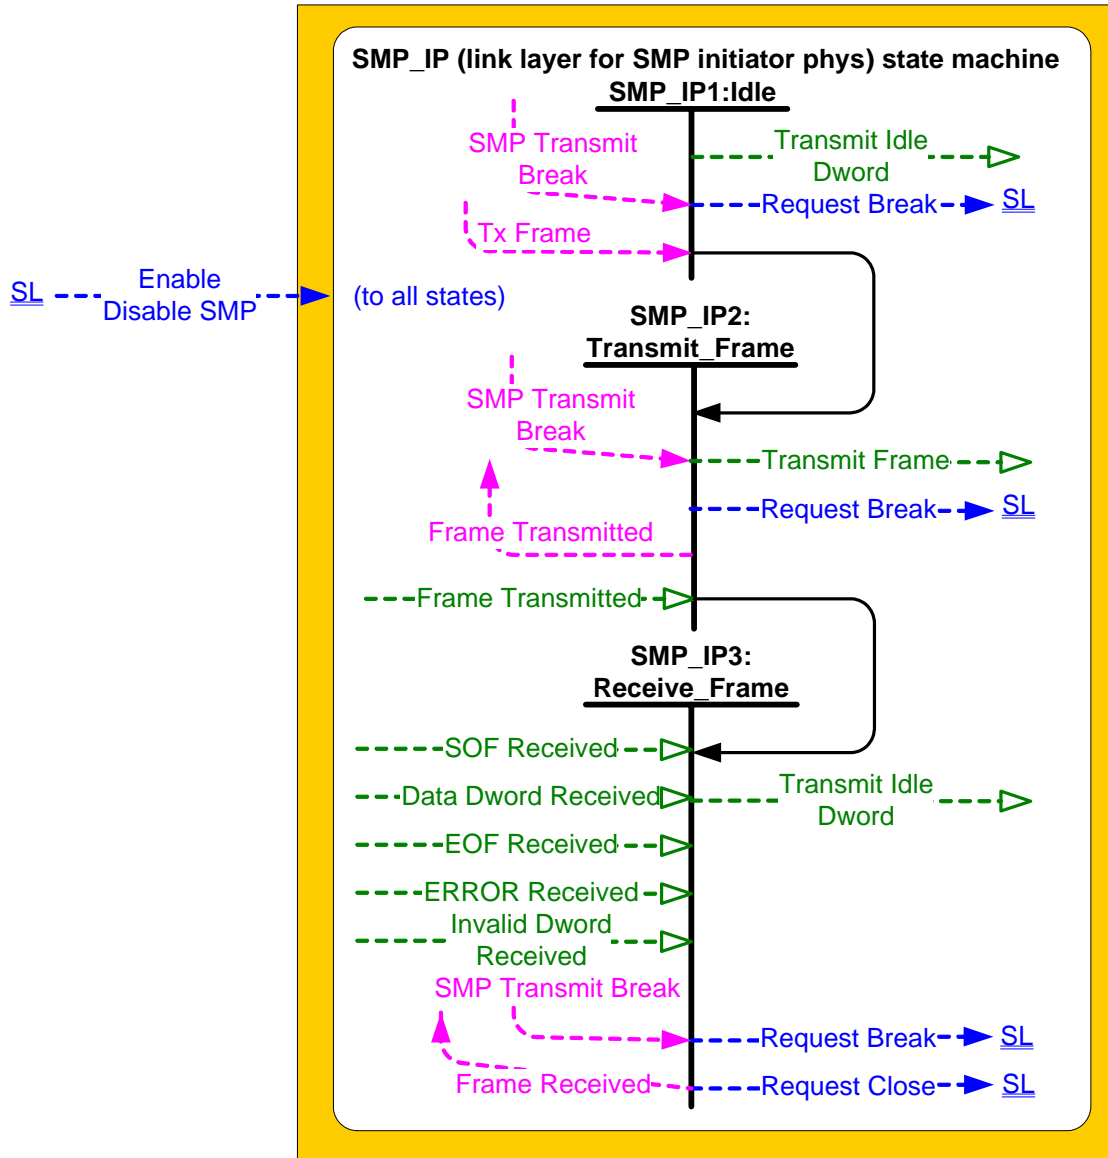 SMP_IP (link layer for SMP initiator phys) state machine
SMP_IP1:Idle
SMP Transmit
Break
Transmit Idle
Dword
Request Break
SL
Tx Frame
SL
Enable
Disable SMP
(to all states)
SMP_IP2:
Transmit_Frame
SMP Transmit
Break
Transmit Frame
Request Break
SL
Frame Transmitted
Frame Transmitted
SMP_IP3:
Receive_Frame
SOF Received
Data Dword Received
Transmit Idle
Dword
EOF Received
ERROR Received
Invalid Dword
Received
SMP Transmit Break
Request Break
SL
Frame Received
Request Close
SL